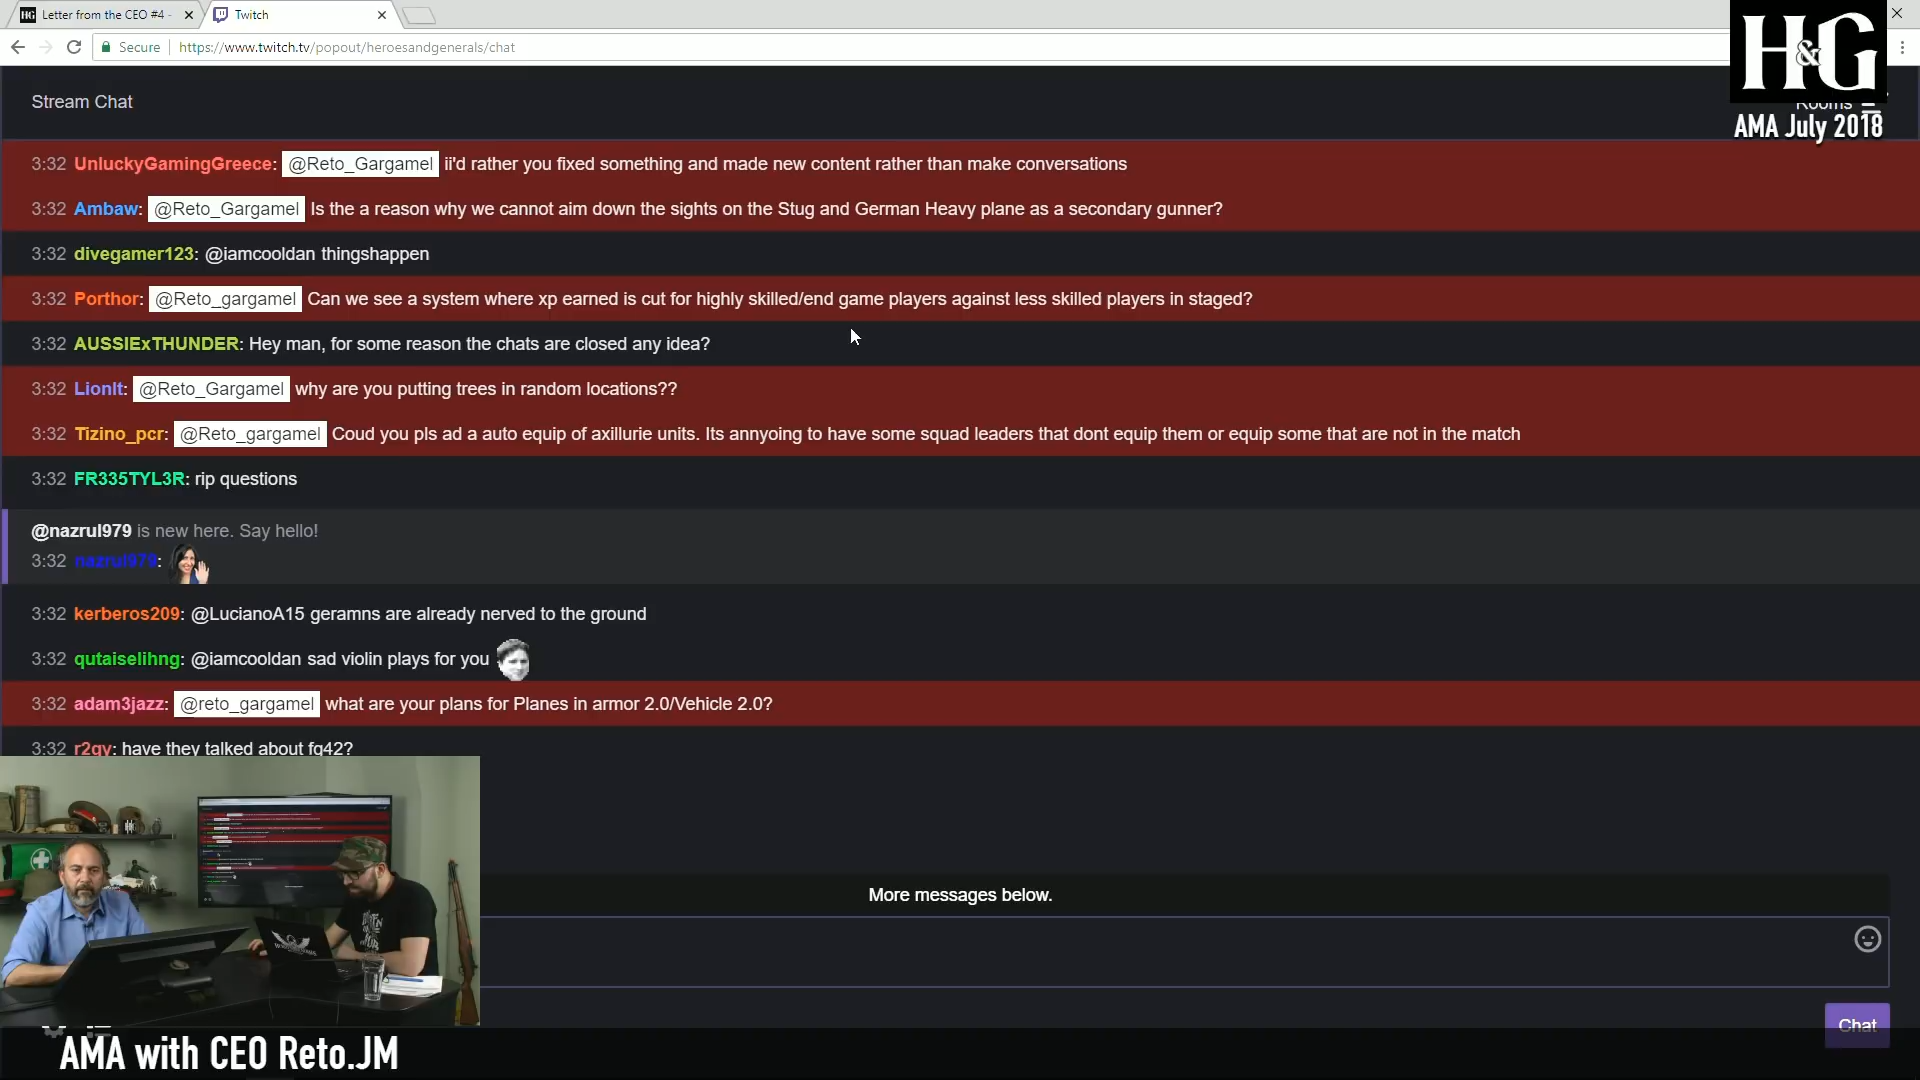 Letter from the CEO #4 -
Twitch
Secure https://www.twitch.tv/popout/heroesandgenerals/chat
H&G
Stream Chat
Rooms
AMA July 2018
3:32 UnluckyGamingGreece: @Reto_Gargamel ii'd rather you fixed something and made new content rather than make conversations
3:32 Ambaw: @Reto_Gargamel Is the a reason why we cannot aim down the sights on the Stug and German Heavy plane as a secondary gunner?
3:32 divegamer123: @iamcooldan thingshappen
3:32 Porthor: @Reto_gargamel Can we see a system where xp earned is cut for highly skilled/end game players against less skilled players in staged?
3:32 AUSSIExTHUNDER: Hey man, for some reason the chats are closed any idea?
3:32 LionIt: @Reto_Gargamel why are you putting trees in random locations??
3:32 Tizino_pcr: @Reto_gargamel Coud you pls ad a auto equip of axillurie units. Its annyoing to have some squad leaders that dont equip them or equip some that are not in the match
3:32 FR335TYL3R: rip questions
@nazrul979 is new here. Say hello!
3:32 nazrul979:
3:32 kerberos209: @LucianoA15 geramns are already nerved to the ground
3:32 qutaiselihng: @iamcooldan sad violin plays for you
3:32 adam3jazz: @reto_gargamel what are your plans for Planes in armor 2.0/Vehicle 2.0?
3:32 r2gy: have they talked about fg42?
More messages below.
Chat
AMA with CEO Reto.JM